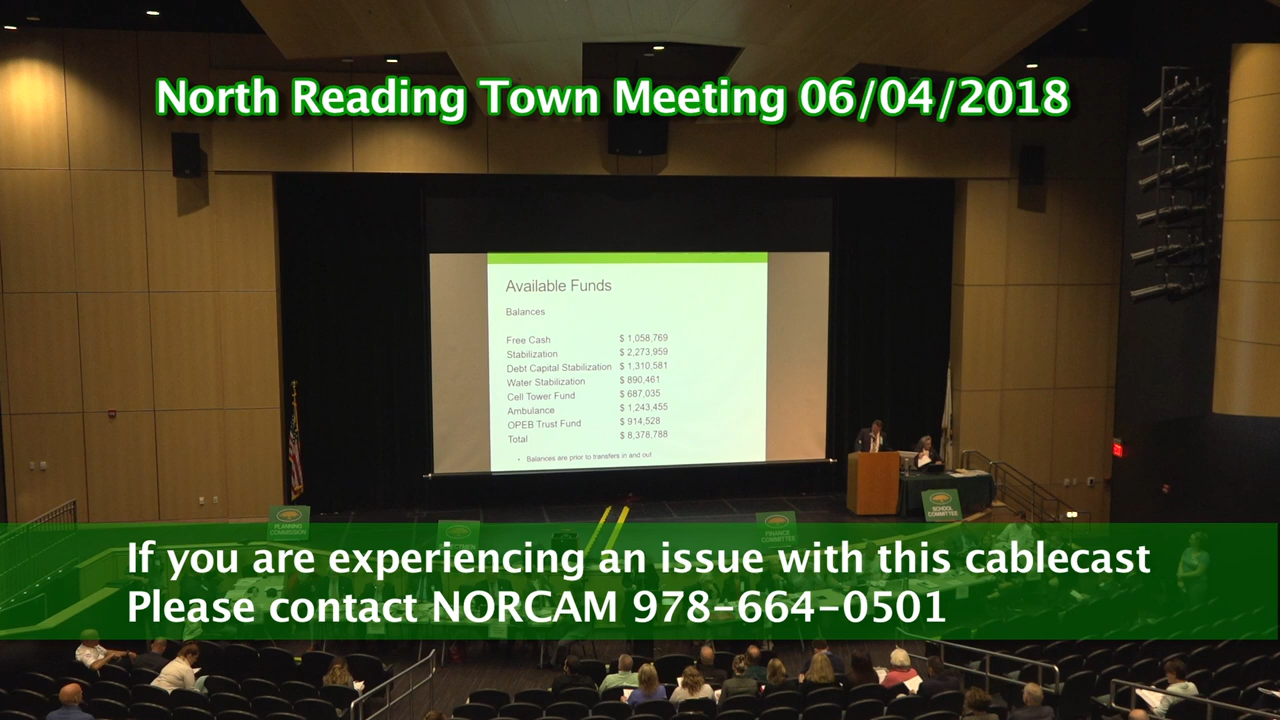 North Reading Town Meeting 06/04/2018
Available Funds
Balances
Free Cash $ 1,058,769
Stabilization $ 2,273,959
Debt Capital Stabilization $ 1,310,581
Water Stabilization $ 890,461
Cell Tower Fund $ 687,035
Ambulance $ 1,243,455
OPEB Trust Fund $ 914,528
Total $ 8,378,788
• Balances are prior to transfers in and out
SCHOOL
COMMITTEE
PLANNING
COMMISSION
FINANCE
COMMITTEE
If you are experiencing an issue with this cablecast
Please contact NORCAM 978-664-0501